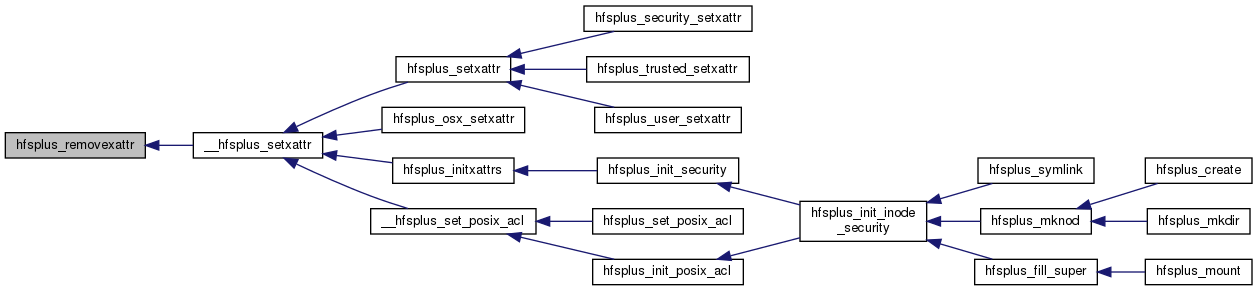 hfsplus_security_setxattr
hfsplus_setxattr
hfsplus_trusted_setxattr
hfsplus_osx_setxattr
hfsplus_user_setxattr
hfsplus_removexattr
__hfsplus_setxattr
hfsplus_initxattrs
hfsplus_init_security
hfsplus_symlink
hfsplus_create
__hfsplus_set_posix_acl
hfsplus_set_posix_acl
hfsplus_init_inode
_security
hfsplus_mknod
hfsplus_mkdir
hfsplus_init_posix_acl
hfsplus_fill_super
hfsplus_mount